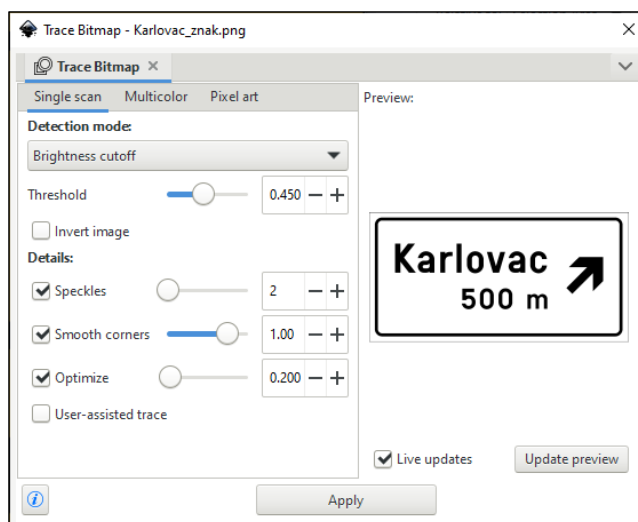 Trace Bitmap - Karlovac_znak.png
Trace Bitmap
Single scan Multicolor Pixel art
Detection mode:
Brightness cutoff
Threshold 0.450
Invert image
Details:
Speckles 2
Smooth corners 1.00
Optimize 0.200
User-assisted trace
Preview:
Karlovac
500 m
Live updates Update preview
Apply